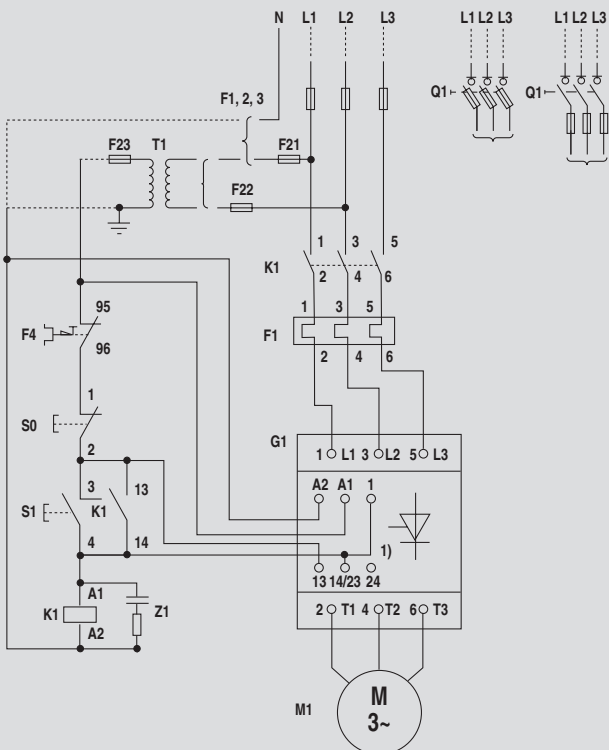 N L1 L2 L3
L1 L2 L3
L1 L2 L3
F1, 2, 3
Q1
Q1
F23 T1 F21
F22
1 3 5
K1
2 4 6
95
F4
96
1 3 5
F1
2 4 6
1
S0
2
G1
1 L1 3 L2 5 L3
A2 A1 1
3 13
S1 K1
4 14
1)
13 14/23 24
A1
K1 Z1
A2
2 T1 4 T2 6 T3
M1
M
3~